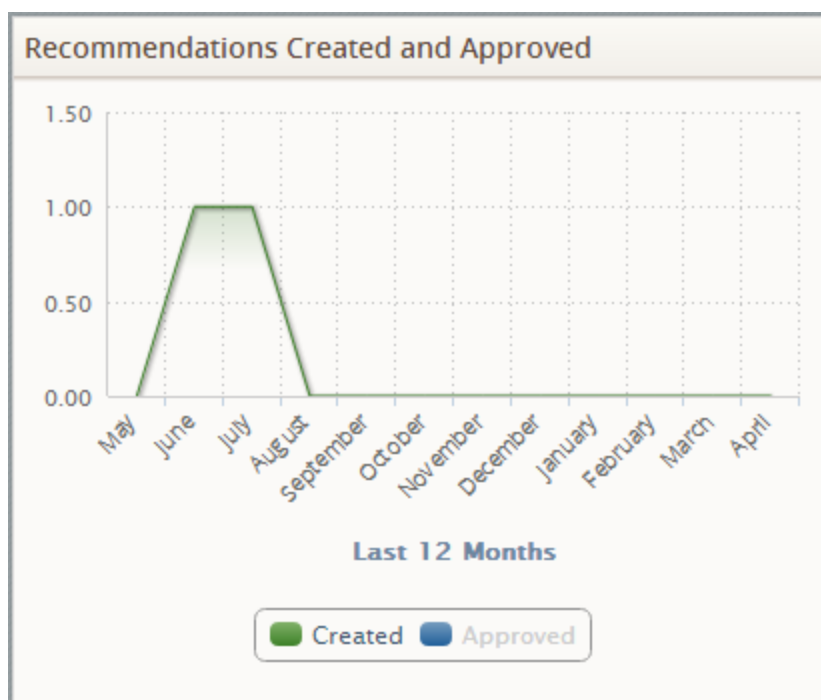 Recommendations Created and Approved
1.50
1.00
0.50
0.00
May
June
July
August
September
October
November
December
January
February
March
April
Last 12 Months
Created Approved